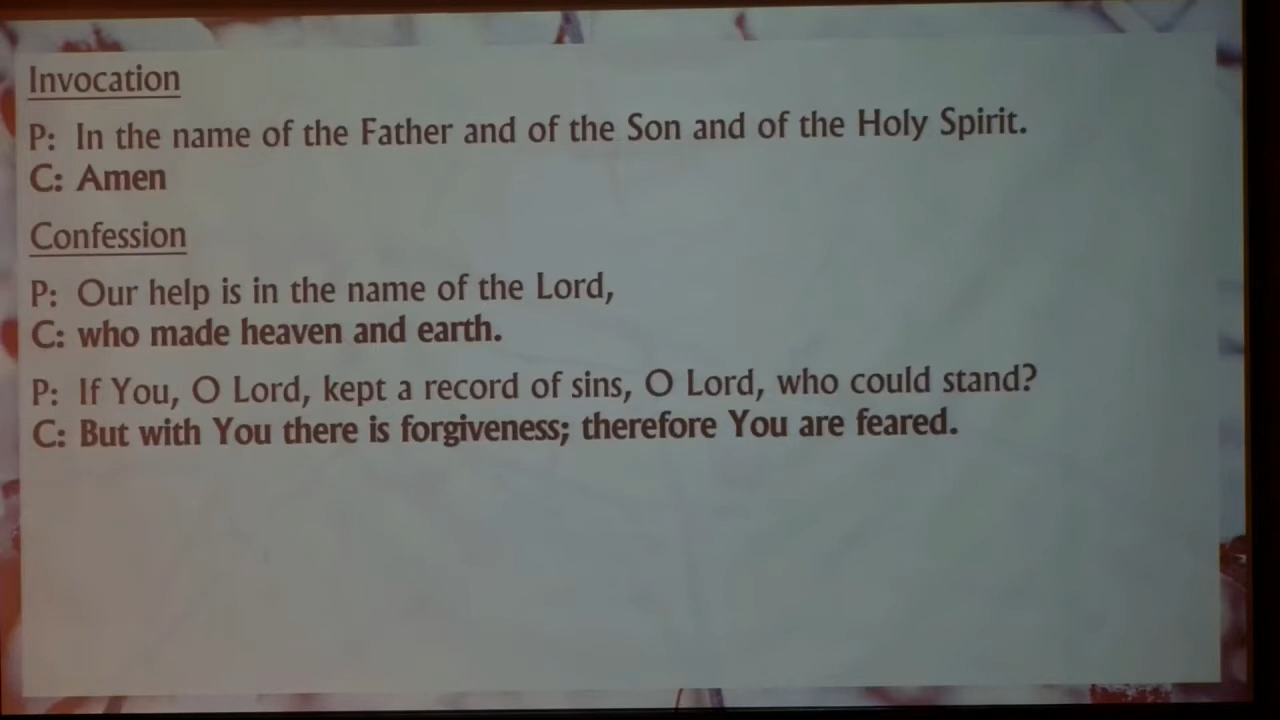 Invocation
P: In the name of the Father and of the Son and of the Holy Spirit.
C: Amen
Confession
P: Our help is in the name of the Lord,
C: who made heaven and earth.
P: If You, O Lord, kept a record of sins, O Lord, who could stand?
C: But with You there is forgiveness; therefore You are feared.